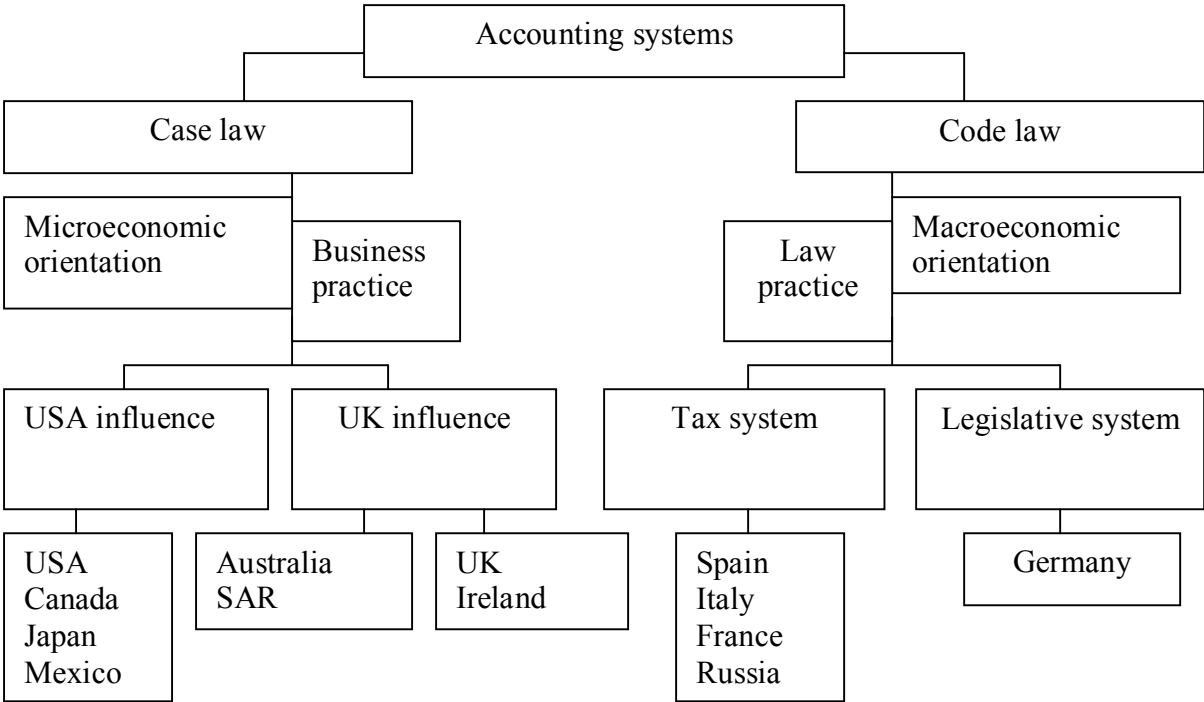 Accounting systems
Case law
Code law
Microeconomic
orientation
Business
practice
Law
practice
Macroeconomic
orientation
USA influence
UK influence
Tax system
Legislative system
USA
Canada
Japan
Mexico
Australia
SAR
UK
Ireland
Spain
Italy
France
Russia
Germany